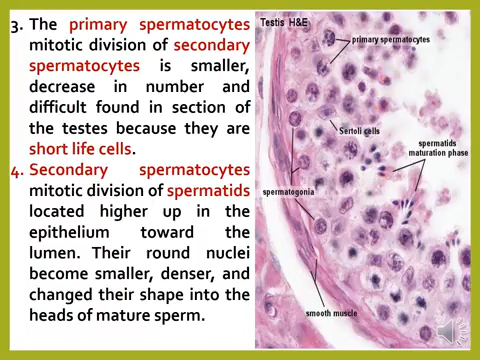 3. The primary spermatocytes
mitotic division of secondary
spermatocytes is smaller,
decrease in number and
difficult found in section of
the testes because they are
short life cells.
4. Secondary spermatocytes
mitotic division of spermatids
located higher up in the
epithelium toward the
lumen. Their round nuclei
become smaller, denser, and
changed their shape into the
heads of mature sperm.
Testis H&E
primary spermatocytes
Sertoli cells
spermatids
maturation phase
spermatogonia
smooth muscle